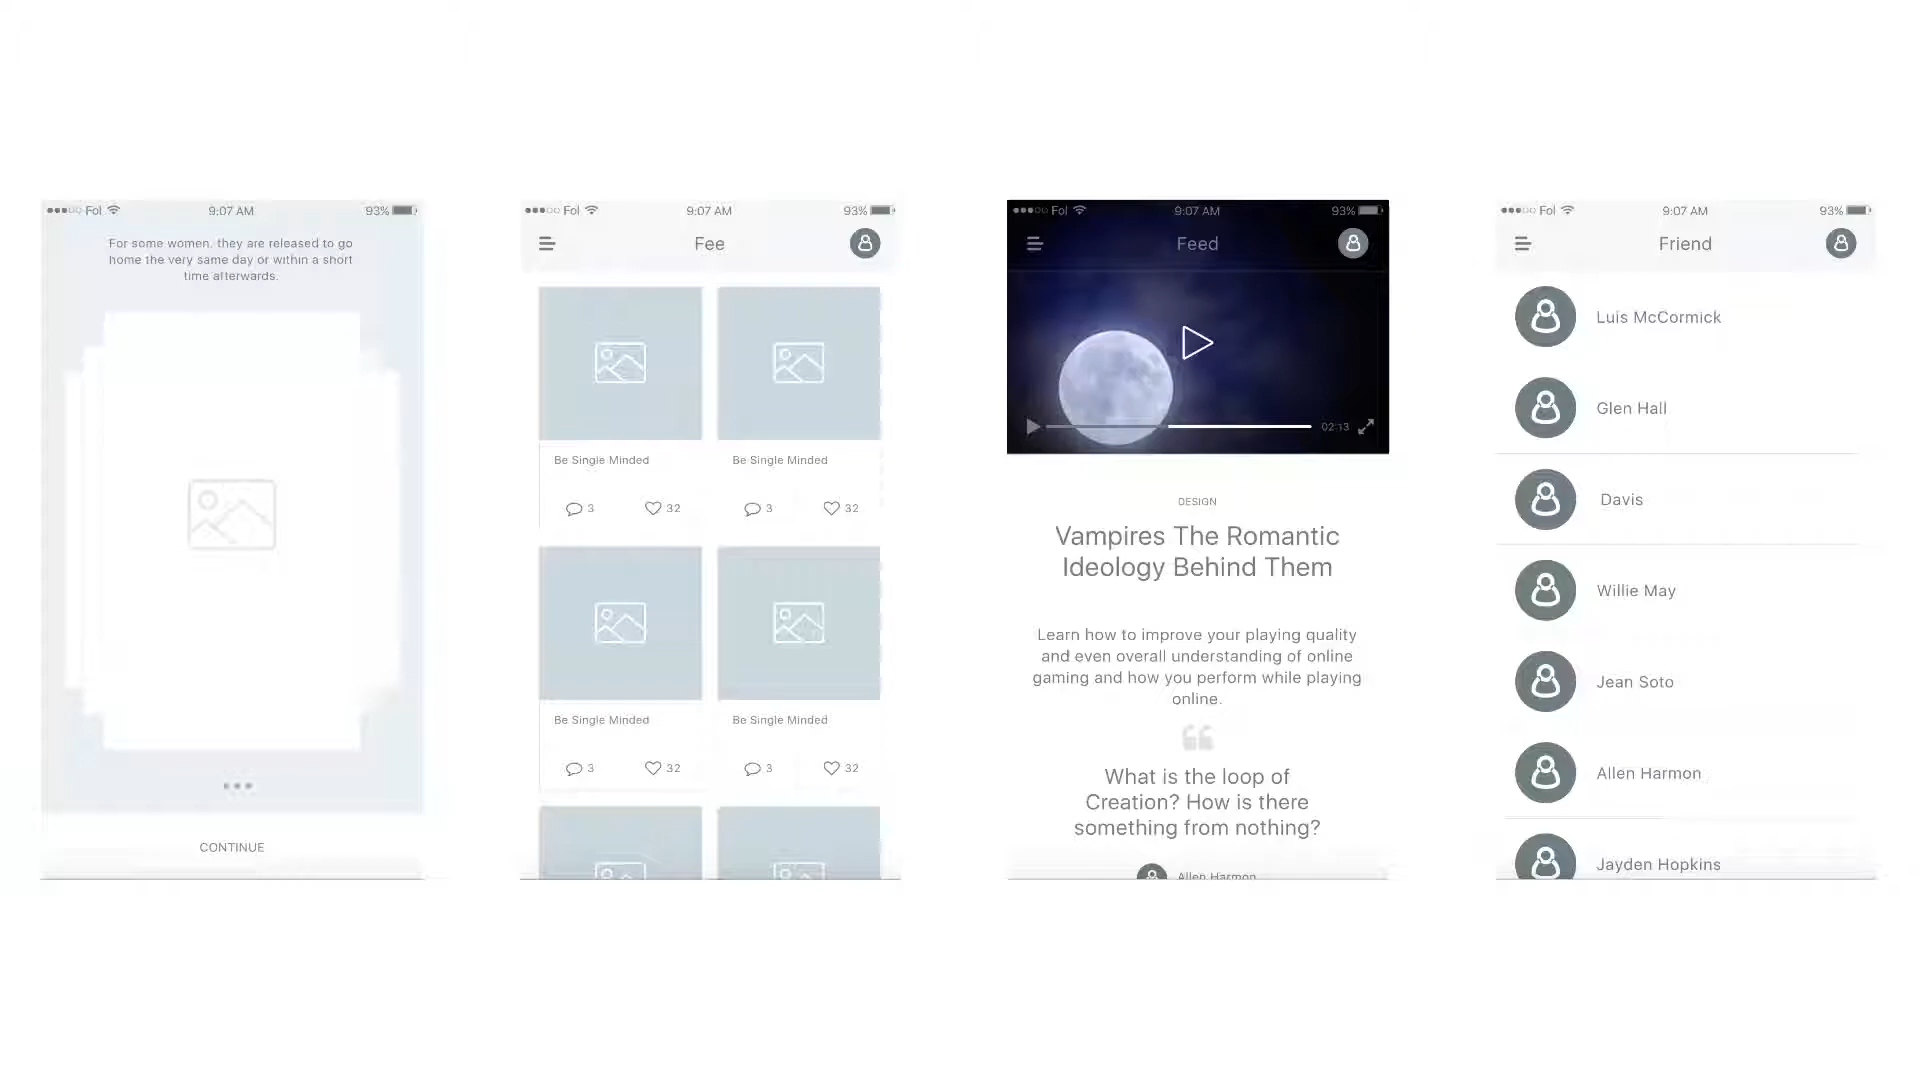 Fol 9:07 AM 93%
For some women, they are released to go
home the very same day or within a short
time afterwards.
CONTINUE
Fol 9:07 AM 93%
Fee
Be Single Minded
3 32
Be Single Minded
3 32
Be Single Minded
3 32
Be Single Minded
3 32
Fol 9:07 AM 93%
Feed
02:13
DESIGN
Vampires The Romantic
Ideology Behind Them
Learn how to improve your playing quality
and even overall understanding of online
gaming and how you perform while playing
online.
What is the loop of
Creation? How is there
something from nothing?
Allen Harmon
Fol 9:07 AM 93%
Friend
Luis McCormick
Glen Hall
Davis
Willie May
Jean Soto
Allen Harmon
Jayden Hopkins